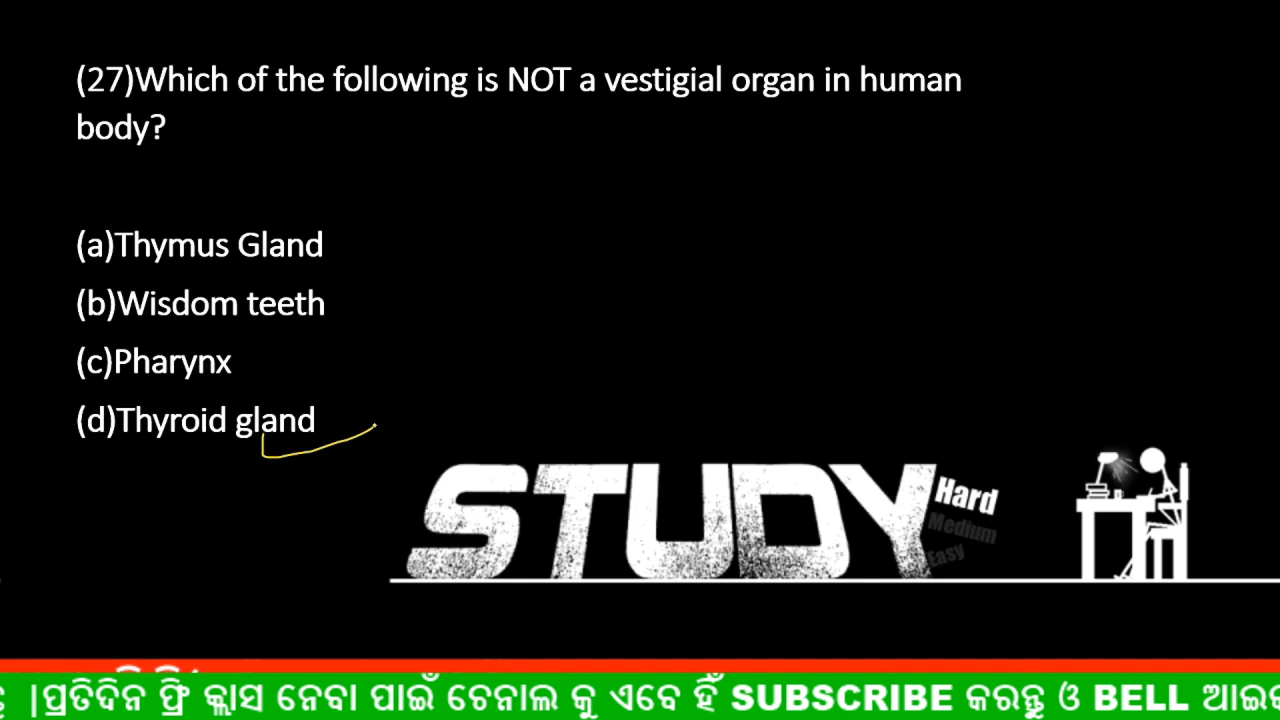 (27)Which of the following is NOT a vestigial organ in human
body?
(a)Thymus Gland
(b)Wisdom teeth
(c)Pharynx
(d)Thyroid gland
STUDY
Hard
Medium
Easy
।ପ୍ରତିଦିନ ଫ୍ରି କ୍ଲାସ ନେବା ପାଇଁ ଚେନାଲ କୁ ଏବେ ହିଁ SUBSCRIBE କରନ୍ତୁ ଓ BELL